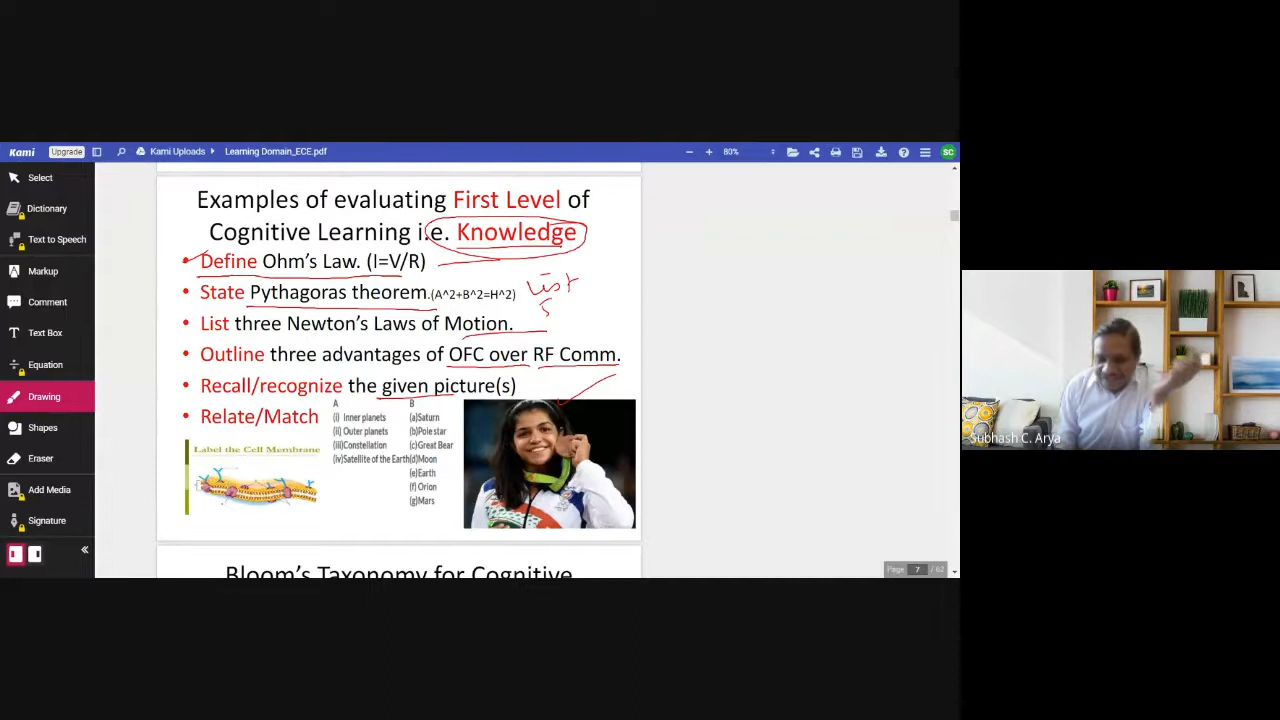 Kami Upgrade Kami Uploads Learning Domain_ECE.pdf 80% SC
Select
Dictionary
Text to Speech
Markup
Comment
Text Box
Equation
Drawing
Shapes
Eraser
Add Media
Signature
Examples of evaluating First Level of
Cognitive Learning i.e. Knowledge
• Define Ohm's Law. (I=V/R)
• State Pythagoras theorem.(A^2+B^2=H^2)
List
5
• List three Newton's Laws of Motion.
• Outline three advantages of OFC over RF Comm.
• Recall/recognize the given picture(s)
• Relate/Match
A B
(i) Inner planets (a)Saturn
(ii) Outer planets (b)Pole star
(iii)Constellation (c)Great Bear
(iv)Satellite of the Earth (d)Moon
(e)Earth
(f) Orion
(g)Mars
Label the Cell Membrane
Bloom's Taxonomy for Cognitive
Page 7 / 62
Subhash C. Arya